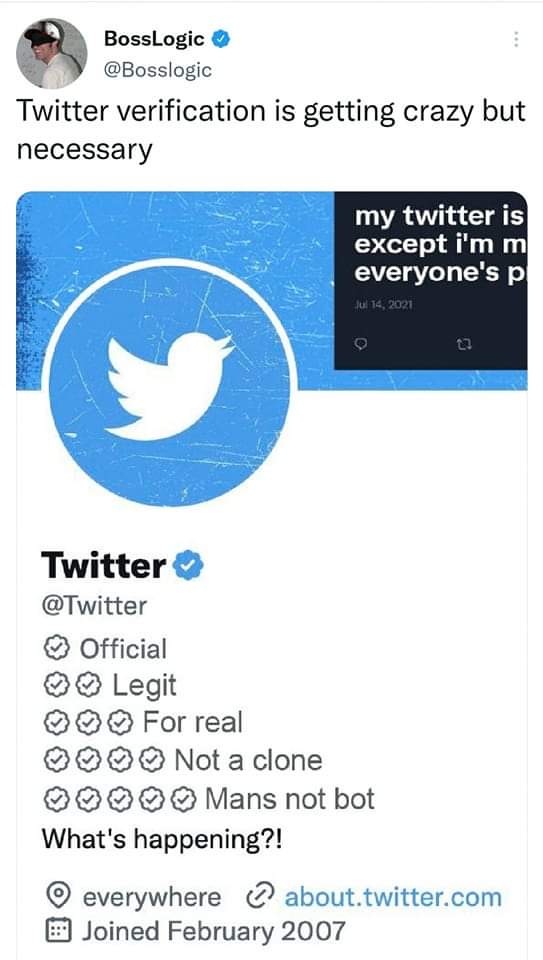 BossLogic
@Bosslogic
Twitter verification is getting crazy but
necessary
my twitter is
except i'm m
everyone's p
Jul 14, 2021
Twitter
@Twitter
Official
Legit
For real
Not a clone
Mans not bot
What's happening?!
everywhere about.twitter.com
Joined February 2007